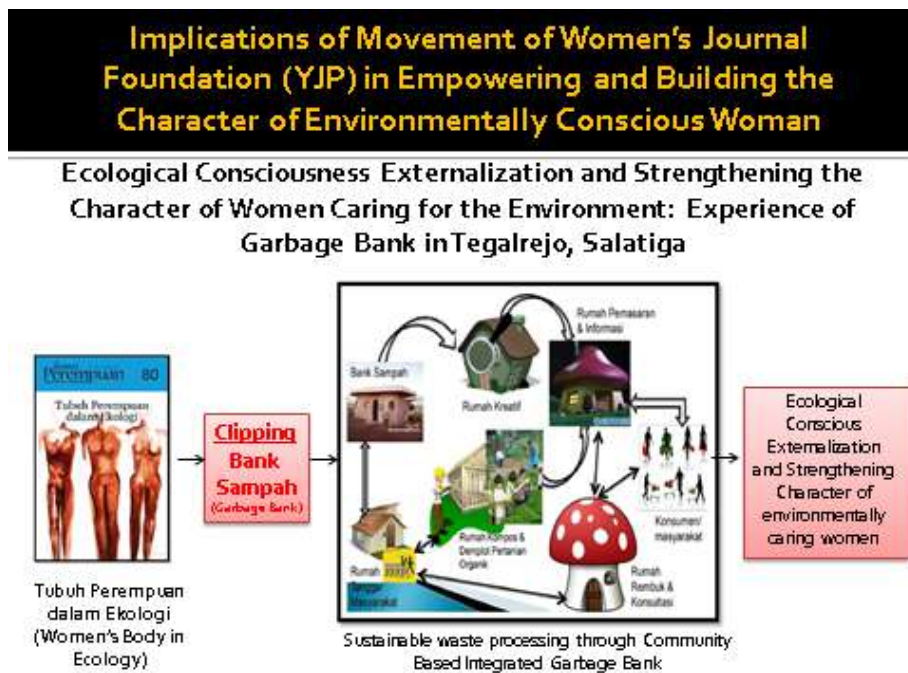 Implications of Movement of Women's Journal
Foundation (YJP) in Empowering and Building the
Character of Environmentally Conscious Woman
Ecological Consciousness Externalization and Strengthening the
Character of Women Caring for the Environment: Experience of
Garbage Bank in Tegalrejo, Salatiga
Perempuan 80
Tubuh Perempuan
dalam Ekologi
Tubuh Perempuan
dalam Ekologi
(Women's Body in
Ecology)
Clipping
Bank
Sampah
(Garbage Bank)
Bank Sampah
Rumah Kreatif
Rumah Pemasaran
& Informasi
Rumah Kompos &
Demplot Pertanian
Organik
Konsumen/
masyarakat
Rumah
Tangga
Masyarakat
Rumah
Rembuk &
Konsultasi
Sustainable waste processing through Community
Based Integrated Garbage Bank
Ecological
Conscious
Externalization
and Strengthening
Character of
environmentally
caring women